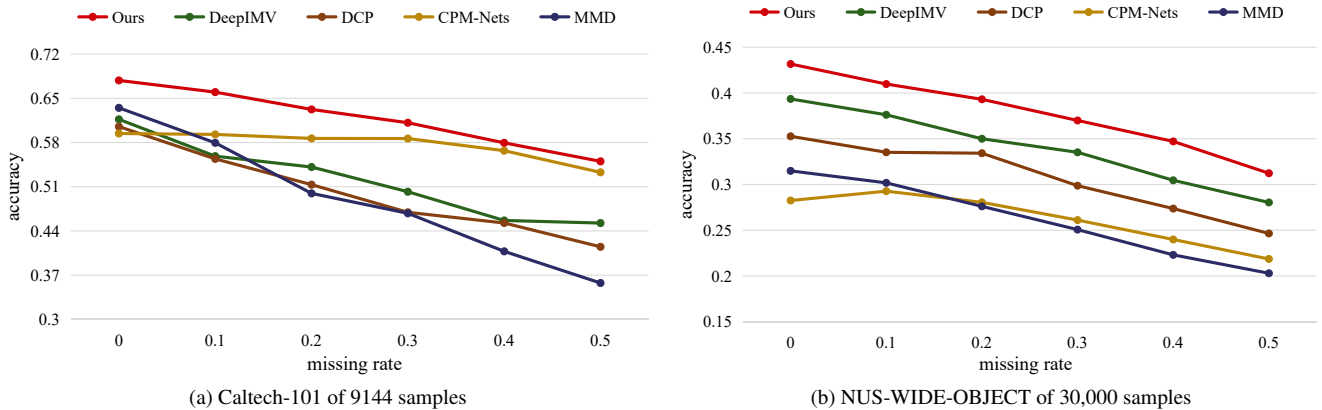 Ours DeepIMV DCP CPM-Nets MMD
0.72
0.65
0.58
0.51
0.44
0.37
0.3
accuracy
0 0.1 0.2 0.3 0.4 0.5
missing rate
(a) Caltech-101 of 9144 samples
Ours DeepIMV DCP CPM-Nets MMD
0.45
0.4
0.35
0.3
0.25
0.2
0.15
accuracy
0 0.1 0.2 0.3 0.4 0.5
missing rate
(b) NUS-WIDE-OBJECT of 30,000 samples